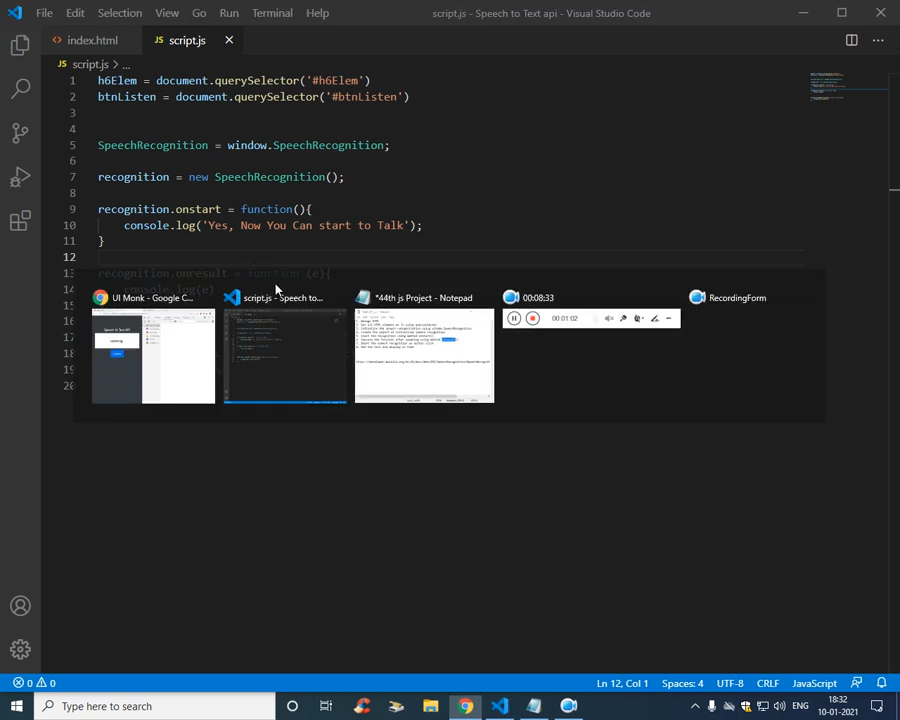 File Edit Selection View Go Run Terminal Help
script.js - Speech to Text api - Visual Studio Code
index.html
JS script.js
JS script.js > ...
1 h6Elem = document.querySelector('#h6Elem')
2 btnListen = document.querySelector('#btnListen')
3
4
5 SpeechRecognition = window.SpeechRecognition;
6
7 recognition = new SpeechRecognition();
8
9 recognition.onstart = function(){
10 console.log('Yes, Now You Can start to Talk');
11 }
12
13 recognition.onresult = function (e){
14 console.log(e)
15
16
17
18
19
20
UI Monk - Google C...
script.js - Speech to...
*44th js Project - Notepad
00:08:33
RecordingForm
Speech to Text API
00:01:02
0 0
Ln 12, Col 1
Spaces: 4
UTF-8
CRLF
JavaScript
Type here to search
ENG
18:32
10-01-2021